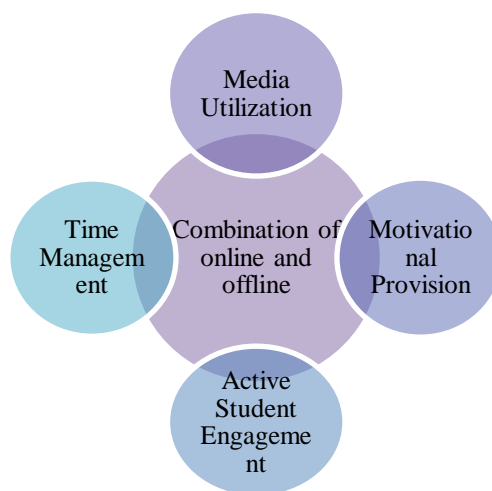 Media
Utilization
Time
Managem
ent
Combination of
online and
offline
Motivatio
nal
Provision
Active
Student
Engageme
nt